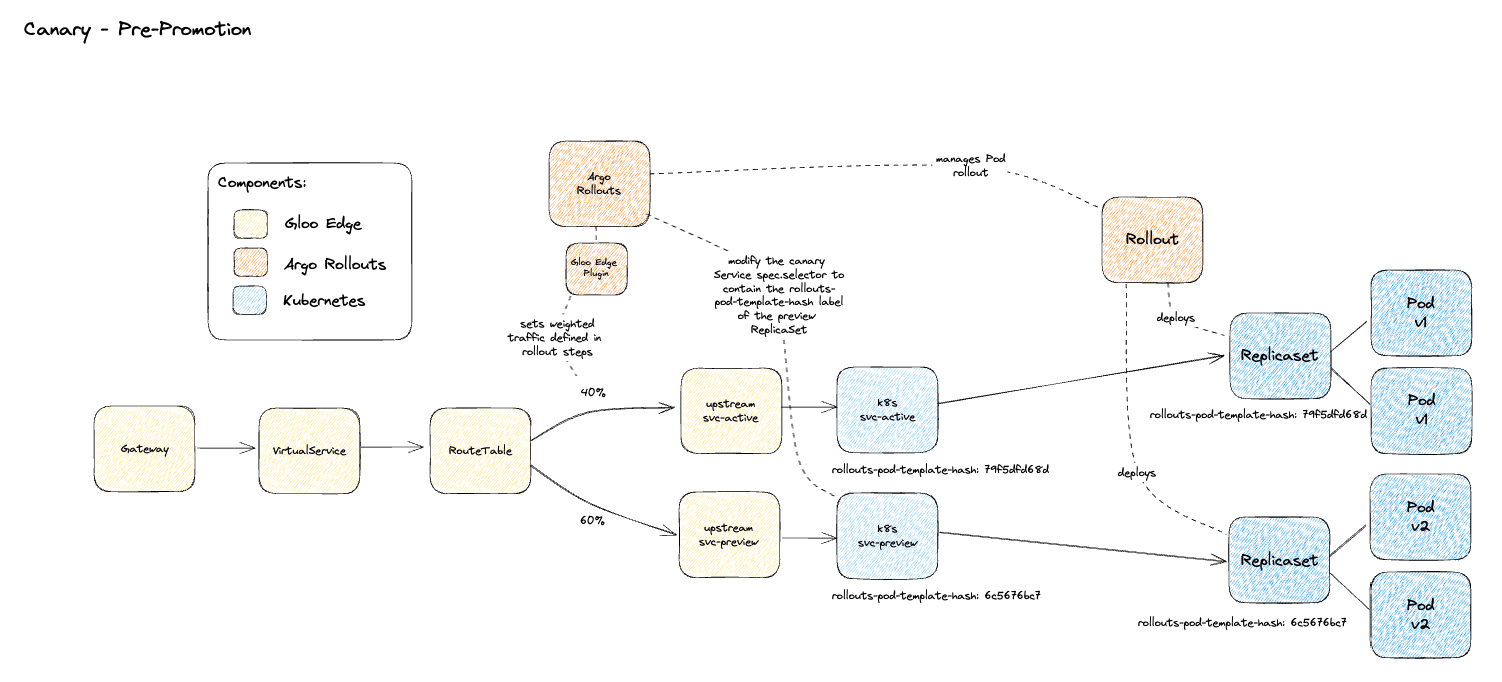 Canary - Pre-Promotion
Components:
Gloo Edge
Argo Rollouts
Kubernetes
Argo
Rollouts
Gloo Edge
Plugin
sets weighted
traffic defined in
rollout steps
manages Pod
rollout
modify the canary
Service spec.selector to
contain the rollouts-
pod-template-hash label
of the preview
ReplicaSet
Rollout
deploys
deploys
Gateway
VirtualService
RouteTable
40%
60%
upstream
svc-active
k8s
svc-active
rollouts-pod-template-hash: 79f5dfd68d
upstream
svc-preview
k8s
svc-preview
rollouts-pod-template-hash: 6c5676bc7
Replicaset
rollouts-pod-template-hash: 79f5dfd68d
Pod
v1
Pod
v1
Replicaset
rollouts-pod-template-hash: 6c5676bc7
Pod
v2
Pod
v2